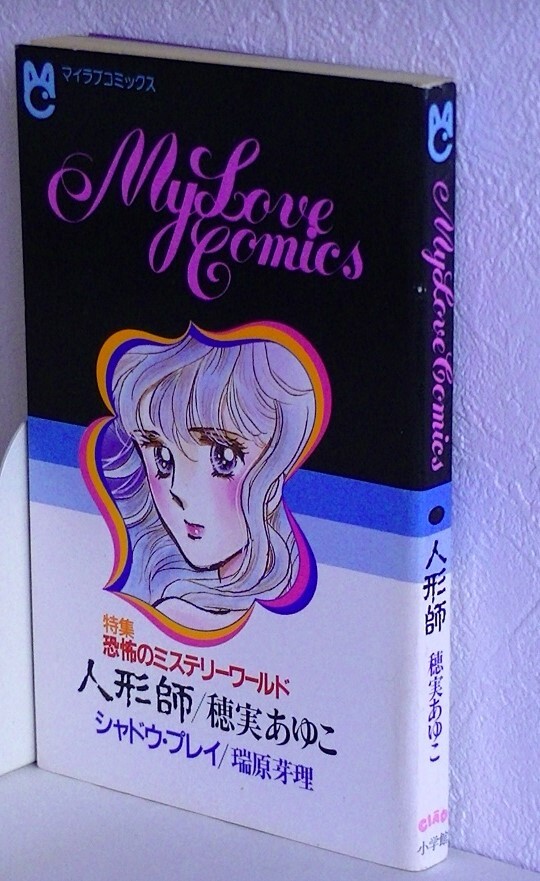 マイラブコミックス
My Love
Comics
特集
恐怖のミステリーワールド
人形師/穂実あゆこ
シャドウ・プレイ/瑞原芽理
MC
My Love Comics
人形師
穂実あゆこ
Ciao
小学館